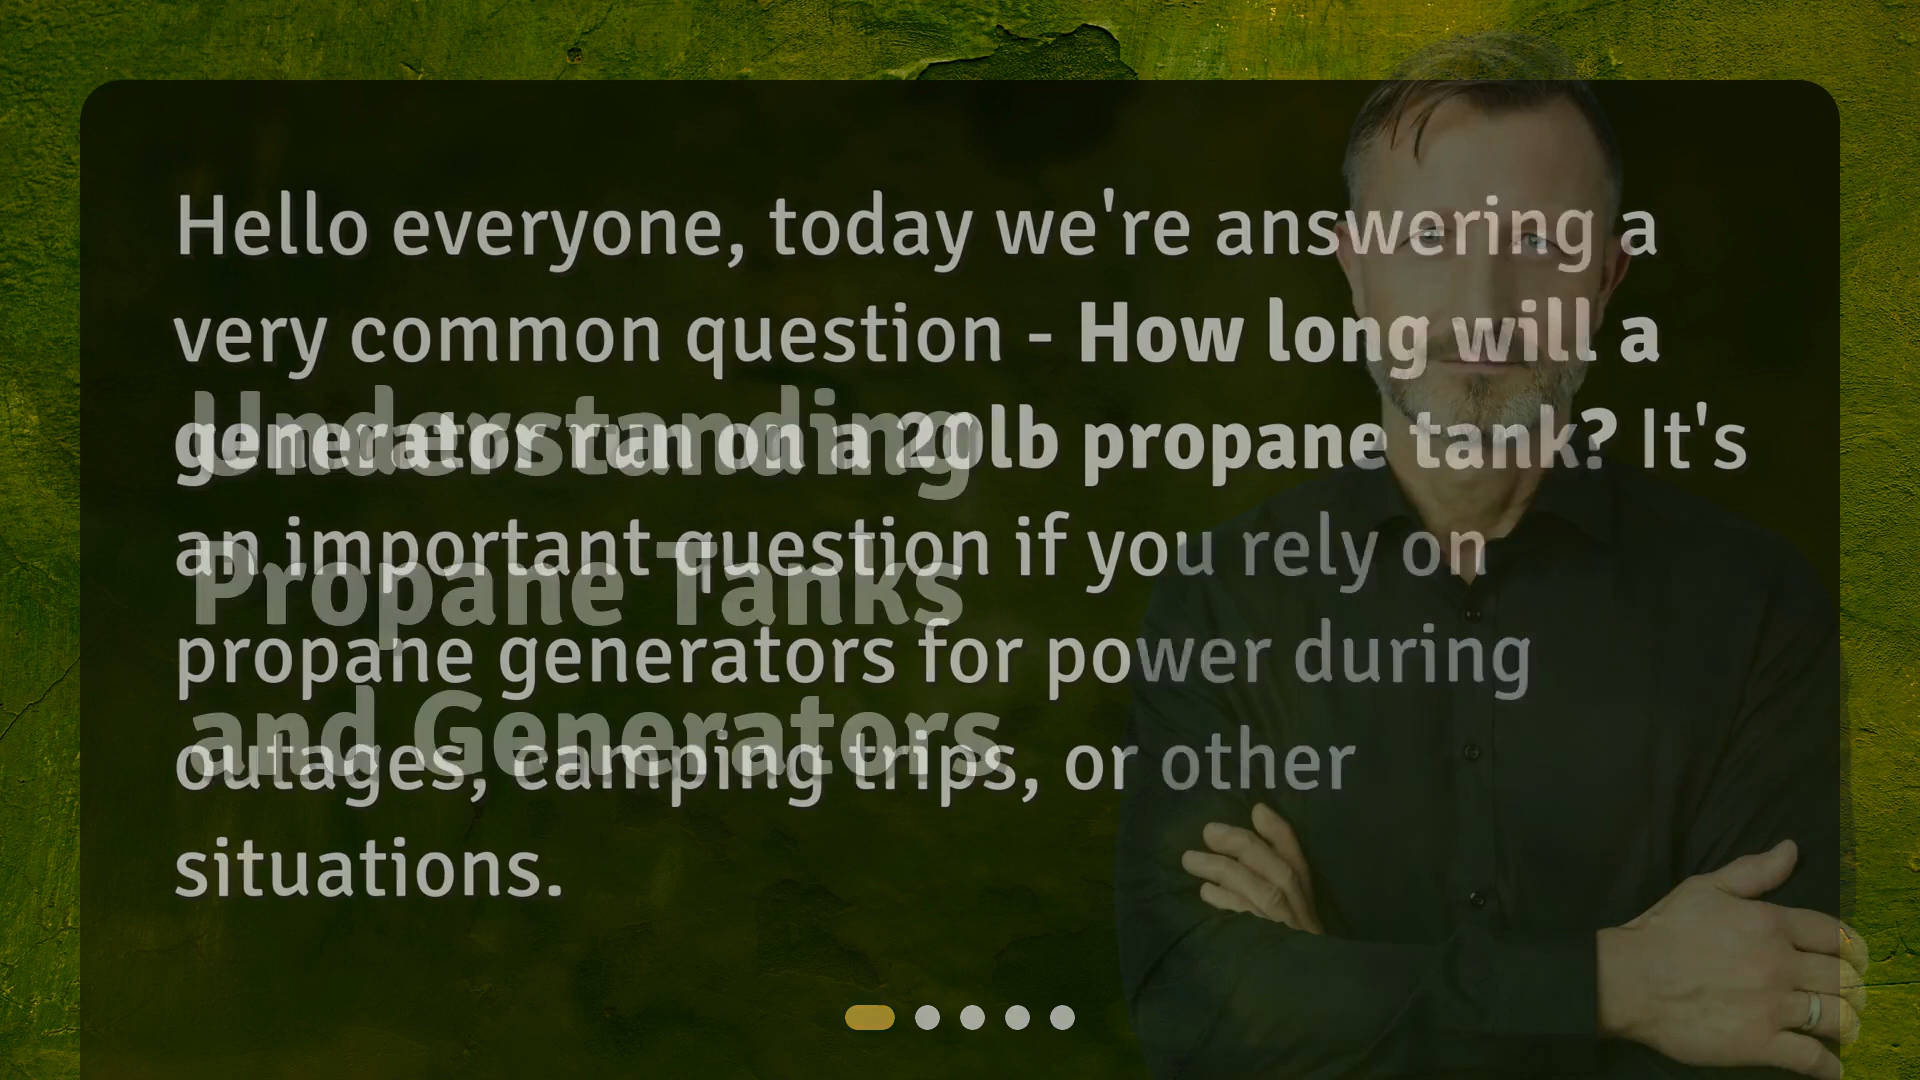 Hello everyone, today we're answering a
very common question - How long will a
generator run on a 20lb propane tank? It's
an important question if you rely on
propane generators for power during
outages, camping trips, or other
situations.
Understanding
Propane Tanks
and Generators